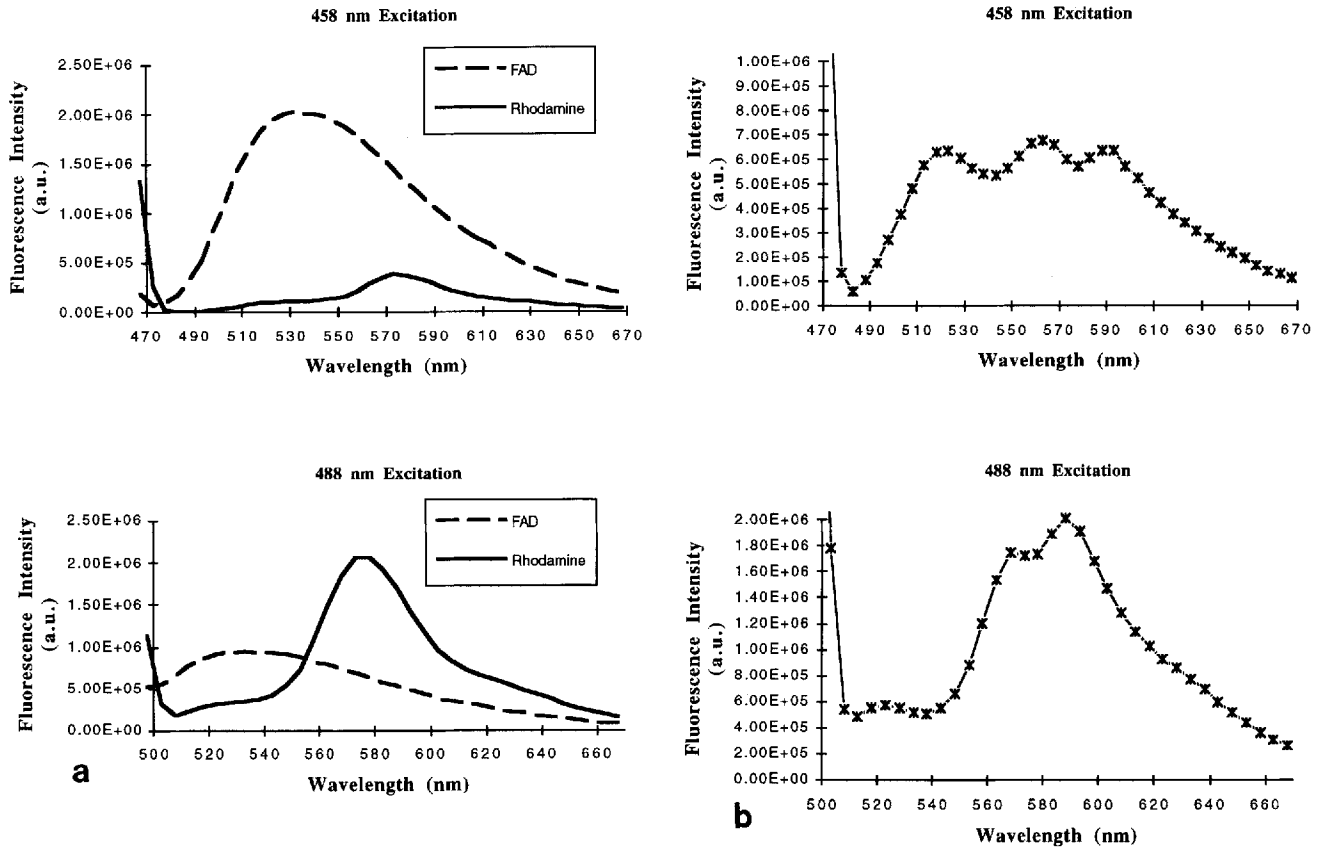 458 nm Excitation
Fluorescence Intensity
(a.u.)
2.50E+06
2.00E+06
1.50E+06
1.00E+06
5.00E+05
0.00E+00
FAD
Rhodamine
470 490 510 530 550 570 590 610 630 650 670
Wavelength (nm)
458 nm Excitation
Fluorescence Intensity
(a.u.)
1.00E+06
9.00E+05
8.00E+05
7.00E+05
6.00E+05
5.00E+05
4.00E+05
3.00E+05
2.00E+05
1.00E+05
0.00E+00
470 490 510 530 550 570 590 610 630 650 670
Wavelength (nm)
488 nm Excitation
Fluorescence Intensity
(a.u.)
2.50E+06
2.00E+06
1.50E+06
1.00E+06
5.00E+05
0.00E+00
FAD
Rhodamine
500 520 540 560 580 600 620 640 660
Wavelength (nm)
a
488 nm Excitation
Fluorescence Intensity
(a.u.)
2.00E+06
1.80E+06
1.60E+06
1.40E+06
1.20E+06
1.00E+06
8.00E+05
6.00E+05
4.00E+05
2.00E+05
0.00E+00
500 520 540 560 580 600 620 640 660
Wavelength (nm)
b